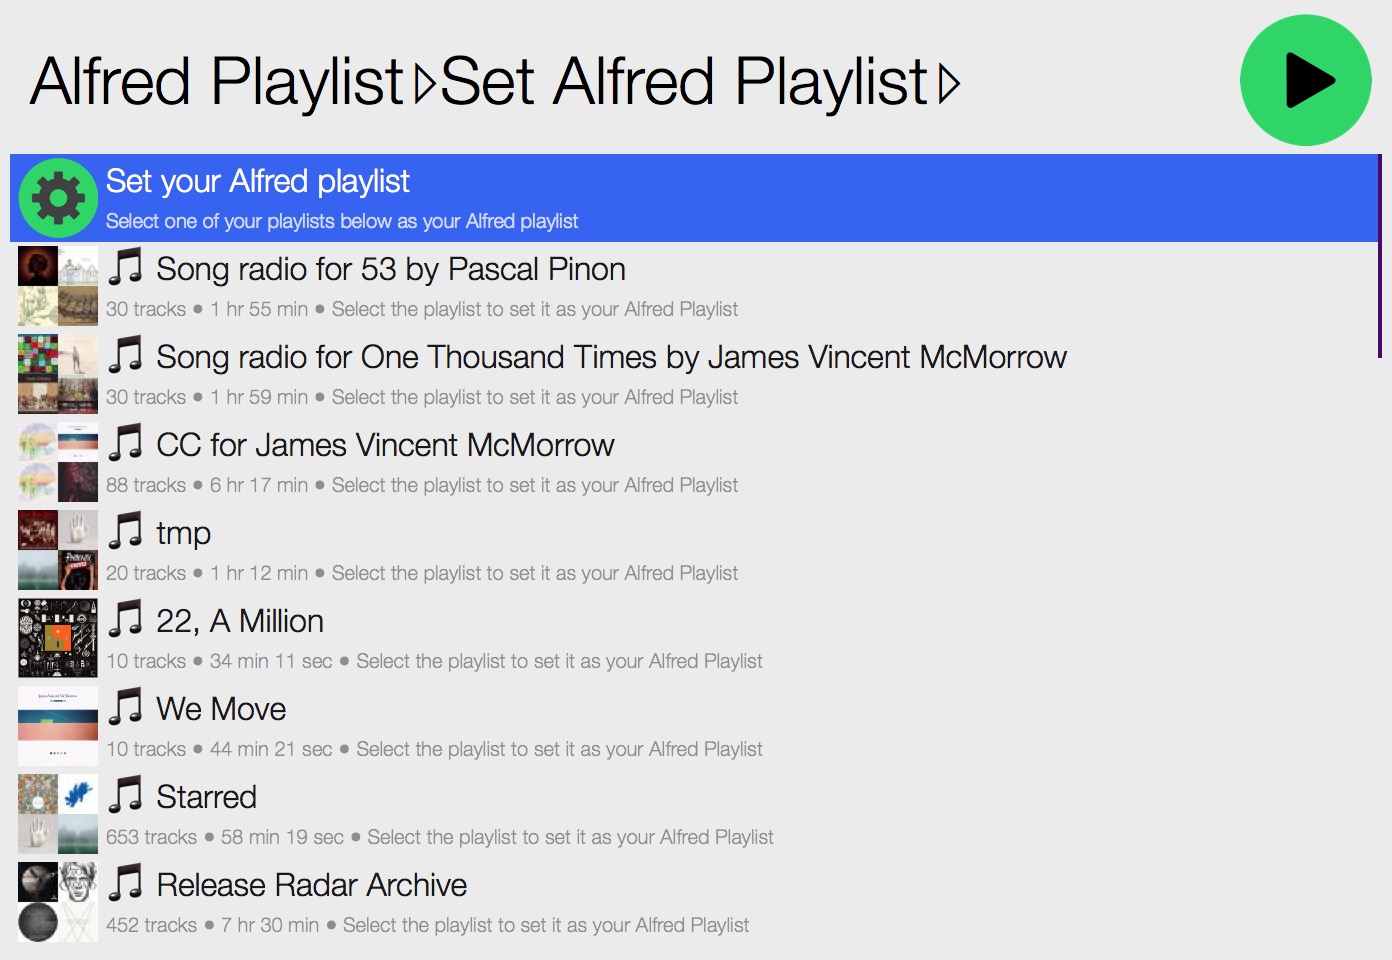 Alfred Playlist▷Set Alfred Playlist▷
Set your Alfred playlist
Select one of your playlists below as your Alfred playlist
Song radio for 53 by Pascal Pinon
30 tracks ● 1 hr 55 min ● Select the playlist to set it as your Alfred Playlist
Song radio for One Thousand Times by James Vincent McMorrow
30 tracks ● 1 hr 59 min ● Select the playlist to set it as your Alfred Playlist
CC for James Vincent McMorrow
88 tracks ● 6 hr 17 min ● Select the playlist to set it as your Alfred Playlist
tmp
20 tracks ● 1 hr 12 min ● Select the playlist to set it as your Alfred Playlist
22, A Million
10 tracks ● 34 min 11 sec ● Select the playlist to set it as your Alfred Playlist
We Move
10 tracks ● 44 min 21 sec ● Select the playlist to set it as your Alfred Playlist
Starred
653 tracks ● 58 min 19 sec ● Select the playlist to set it as your Alfred Playlist
Release Radar Archive
452 tracks ● 7 hr 30 min ● Select the playlist to set it as your Alfred Playlist